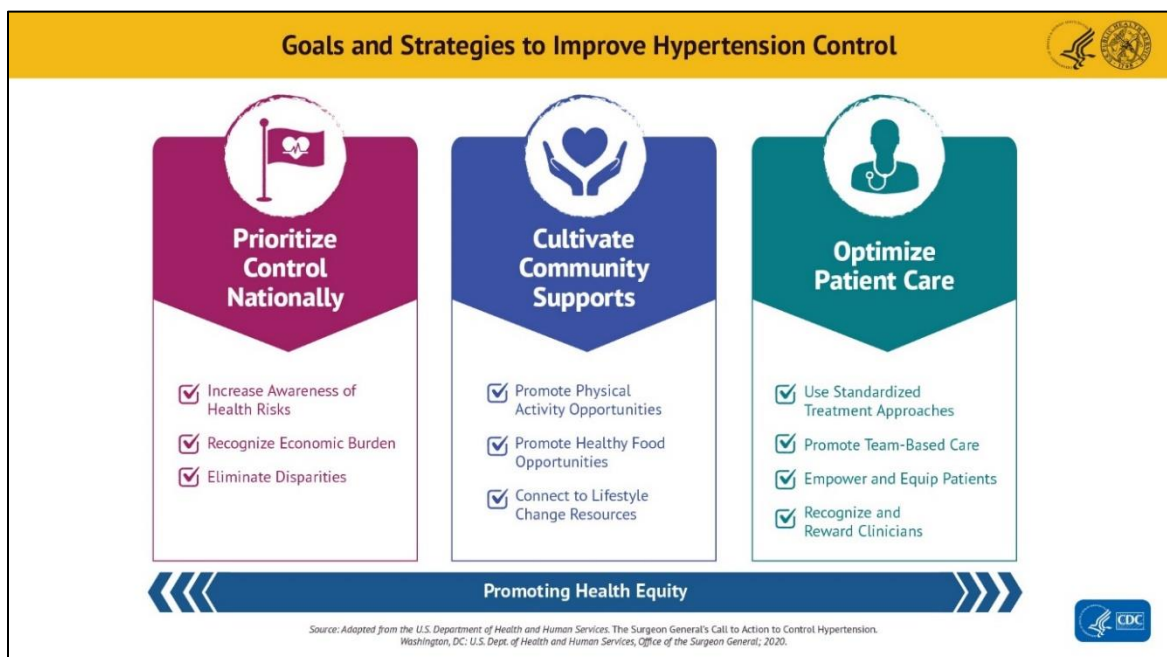 Goals and Strategies to Improve Hypertension Control
Prioritize
Control
Nationally
Increase Awareness of
Health Risks
Recognize Economic Burden
Eliminate Disparities
Cultivate
Community
Supports
Promote Physical
Activity Opportunities
Promote Healthy Food
Opportunities
Connect to Lifestyle
Change Resources
Optimize
Patient Care
Use Standardized
Treatment Approaches
Promote Team-Based Care
Empower and Equip Patients
Recognize and
Reward Clinicians
Promoting Health Equity
Source: Adapted from the U.S. Department of Health and Human Services. The Surgeon General's Call to Action to Control Hypertension.
Washington, DC: U.S. Dept. of Health and Human Services, Office of the Surgeon General; 2020.
CDC